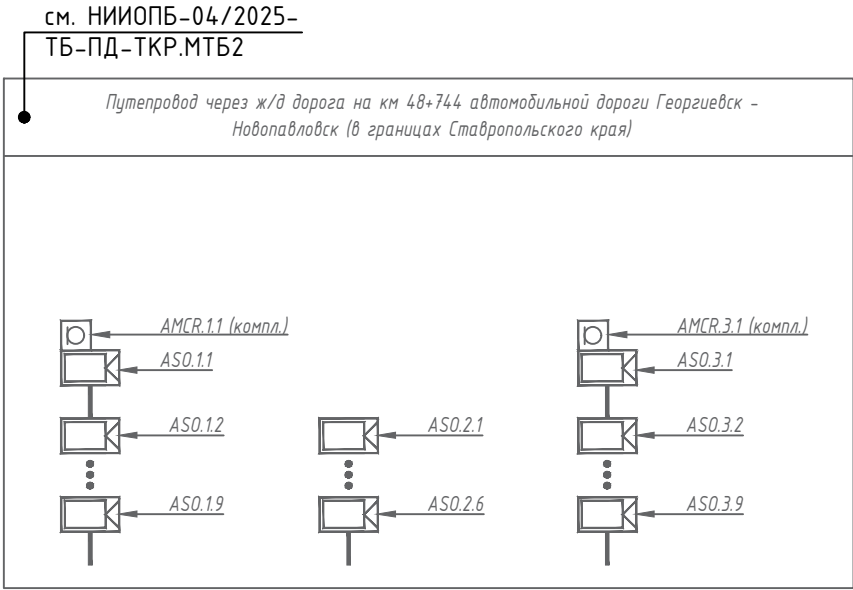 см. НИИОПБ-04/2025-
ТБ-ПД-ТКР.МТБ2
Путепровод через ж/д дорога на км 48+744 автомобильной дороги Георгиевск -
Новопавловск (в границах Ставропольского края)
AMCR.1.1 (компл.)
AMCR.3.1 (компл.)
ASO.1.1
ASO.3.1
ASO.1.2
ASO.2.1
ASO.3.2
ASO.1.9
ASO.2.6
ASO.3.9